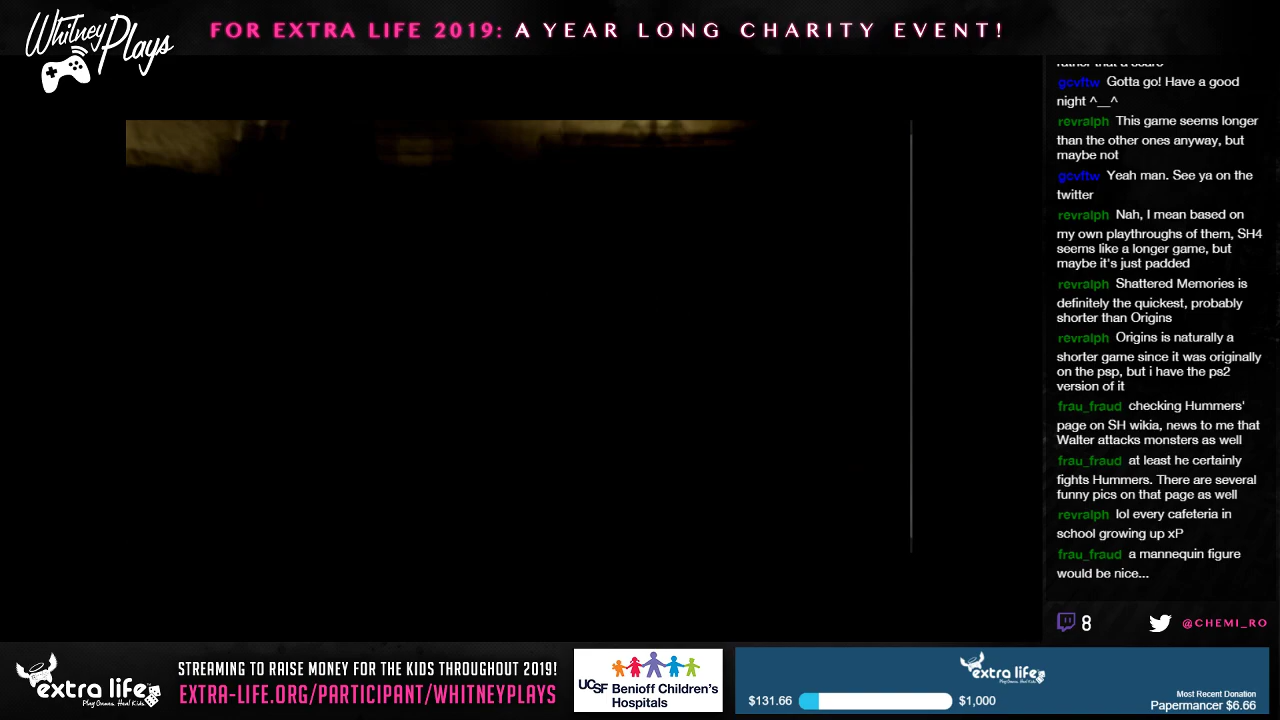 Whitney Plays
FOR EXTRA LIFE 2019: A YEAR LONG CHARITY EVENT!
gcvftw Gotta go! Have a good
night ^__^
revralph This game seems longer
than the other ones anyway, but
maybe not
gcvftw Yeah man. See ya on the
twitter
revralph Nah, I mean based on
my own playthroughs of them, SH4
seems like a longer game, but
maybe it's just padded
revralph Shattered Memories is
definitely the quickest, probably
shorter than Origins
revralph Origins is naturally a
shorter game since it was originally
on the psp, but i have the ps2
version of it
frau_fraud checking Hummers'
page on SH wikia, news to me that
Walter attacks monsters as well
frau_fraud at least he certainly
fights Hummers. There are several
funny pics on that page as well
revralph lol every cafeteria in
school growing up xP
frau_fraud a mannequin figure
would be nice...
8
@CHEMI_RO
extra life
Play Games. Heal Kids.
STREAMING TO RAISE MONEY FOR THE KIDS THROUGHOUT 2019!
EXTRA-LIFE.ORG/PARTICIPANT/WHITNEYPLAYS
UCSF Benioff Children's
Hospitals
extra life
Play Games. Heal Kids.
$131.66
$1,000
Most Recent Donation
Papermancer $6.66